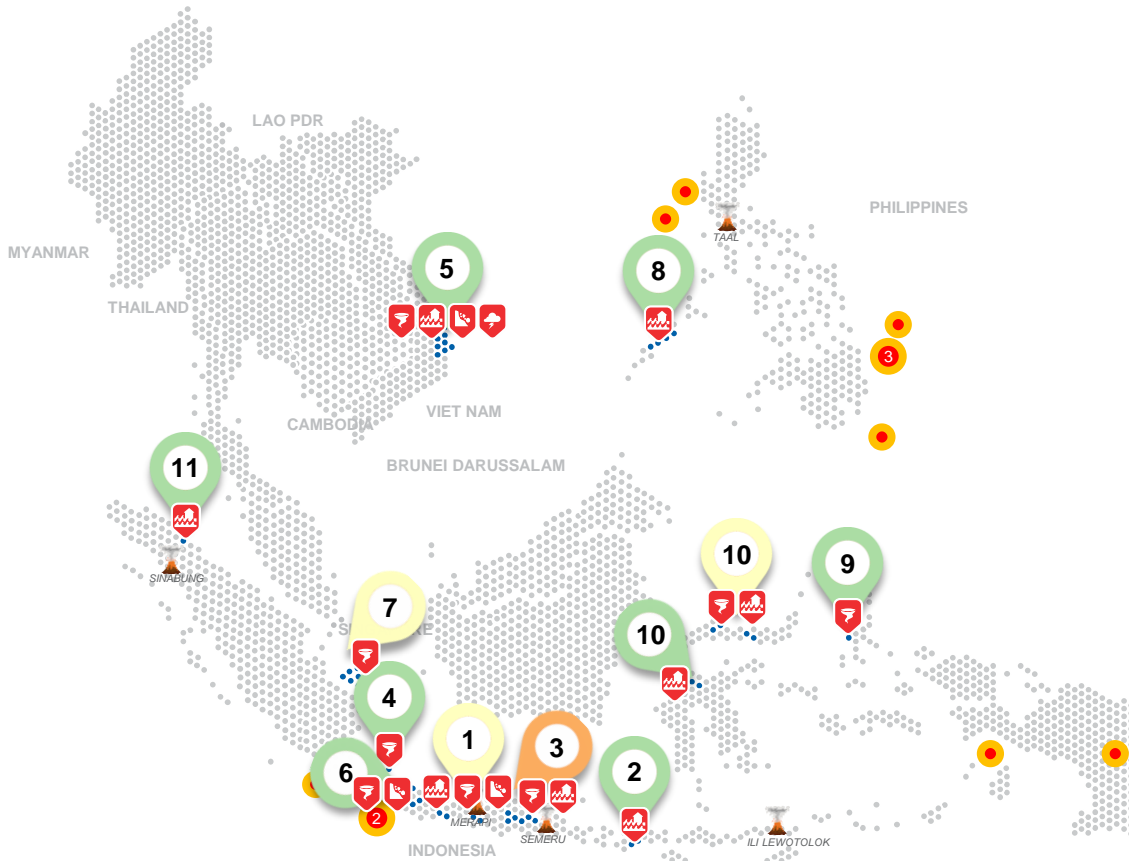 LAO PDR
PHILIPPINES
TAAL
MYANMAR
5
8
THAILAND
3
VIET NAM
CAMBODIA
BRUNEI DARUSSALAM
11
10
9
SINABUNG
7
10
4
1
3
2
6
2
MERAPI
SEMERU
ILI LEWOTOLOK
INDONESIA